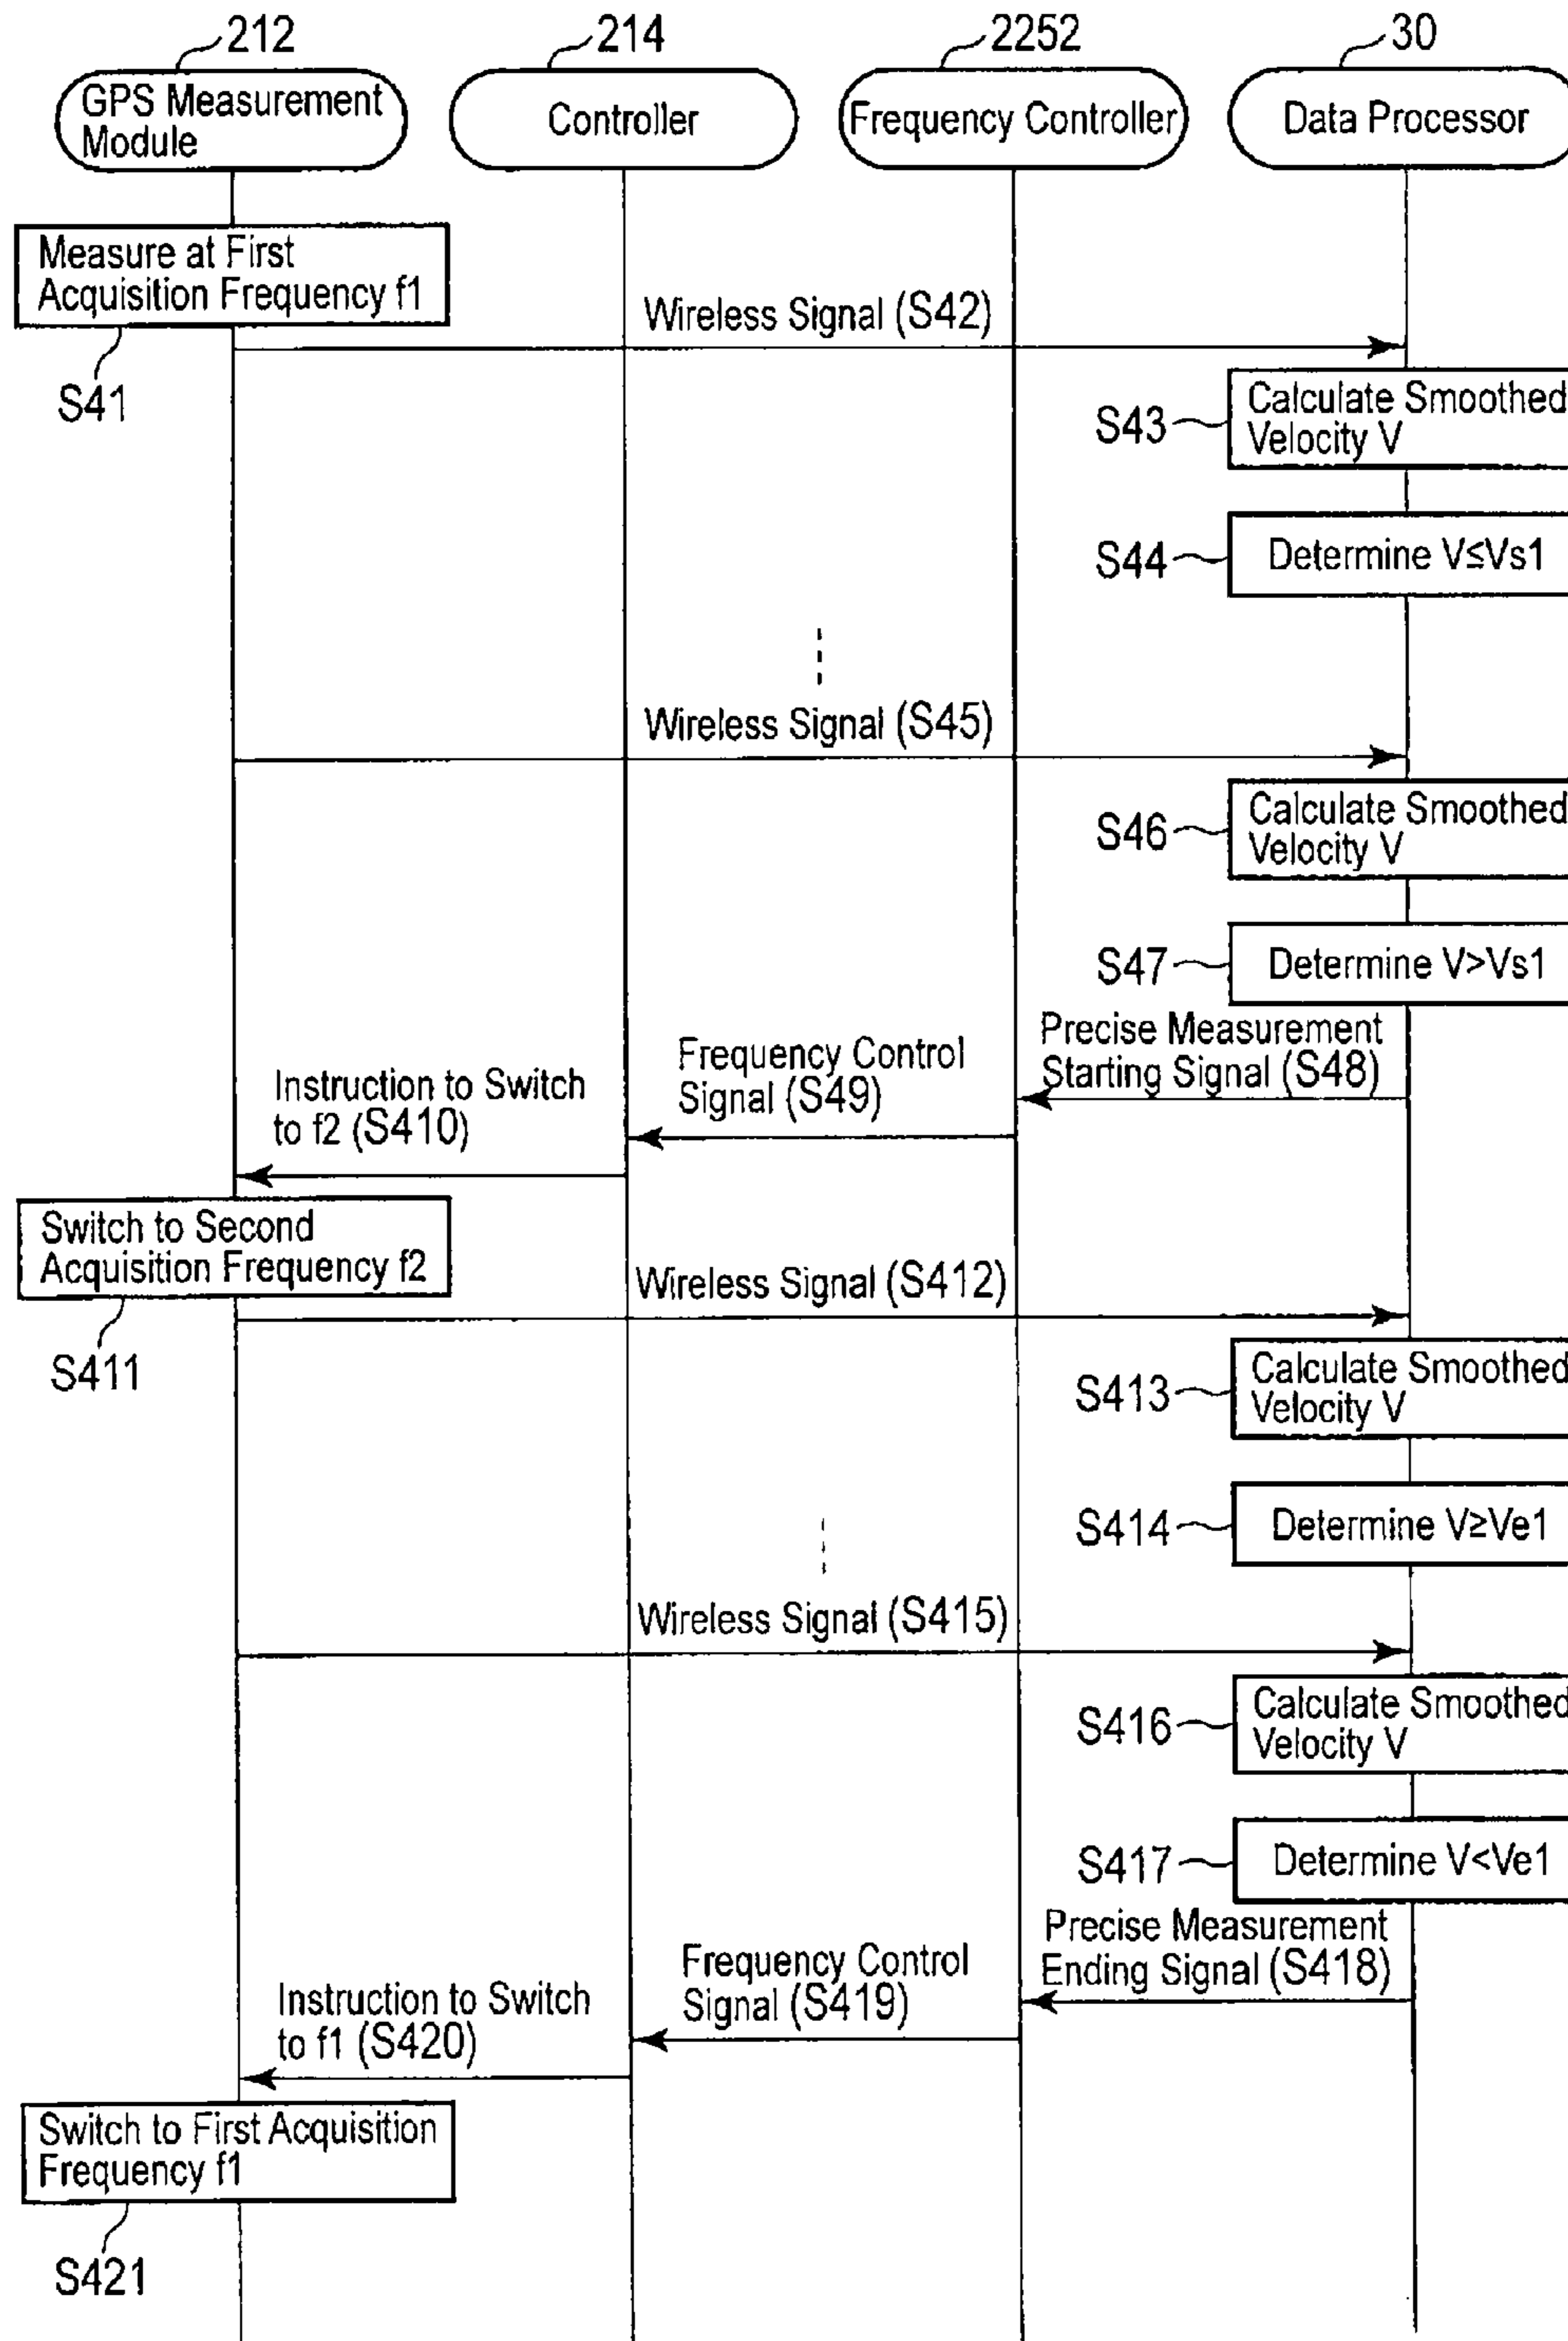 212
214
2252
30
GPS Measurement
Module
Controller
Frequency Controller
Data Processor
Measure at First
Acquisition Frequency f1
S41
Wireless Signal (S42)
S43
Calculate Smoothed
Velocity V
S44
Determine V≤Vs1
Wireless Signal (S45)
S46
Calculate Smoothed
Velocity V
S47
Determine V>Vs1
Precise Measurement
Starting Signal (S48)
Frequency Control
Signal (S49)
Instruction to Switch
to f2 (S410)
Switch to Second
Acquisition Frequency f2
S411
Wireless Signal (S412)
S413
Calculate Smoothed
Velocity V
S414
Determine V≥Ve1
Wireless Signal (S415)
S416
Calculate Smoothed
Velocity V
S417
Determine V<Ve1
Precise Measurement
Ending Signal (S418)
Frequency Control
Signal (S419)
Instruction to Switch
to f1 (S420)
Switch to First Acquisition
Frequency f1
S421